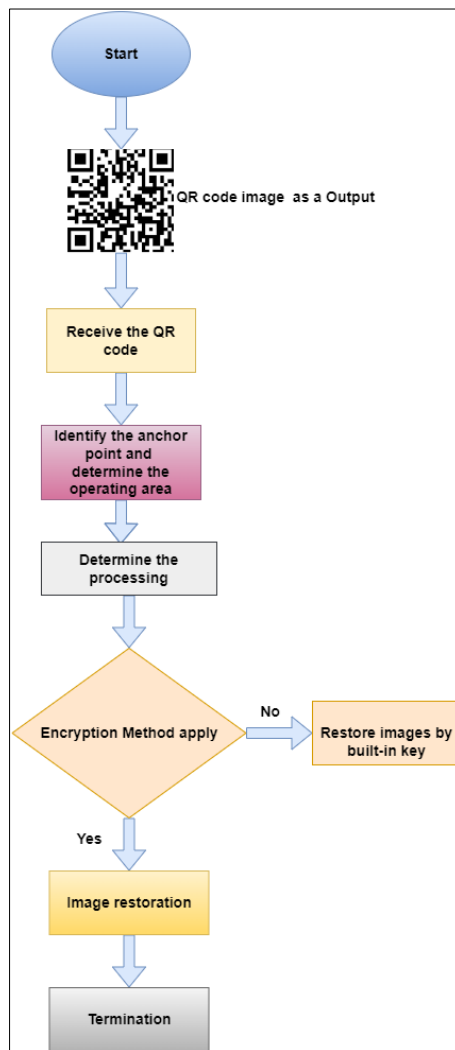 Start
QR code image as a Output
Receive the QR
code
Identify the anchor
point and
determine the
operating area
Determine the
processing
Encryption Method apply
No
Restore images by
built-in key
Yes
Image restoration
Termination